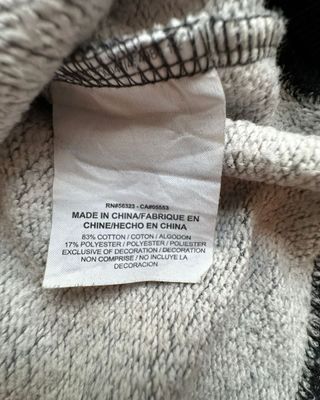 RN#56323 - CA#05553
MADE IN CHINA/FABRIQUE EN
CHINE/HECHO EN CHINA
83% COTTON / COTON / ALGODON
17% POLYESTER / POLYESTER / POLIESTER
EXCLUSIVE OF DECORATION / DECORATION
NON COMPRISE / NO INCLUYE LA
DECORACION